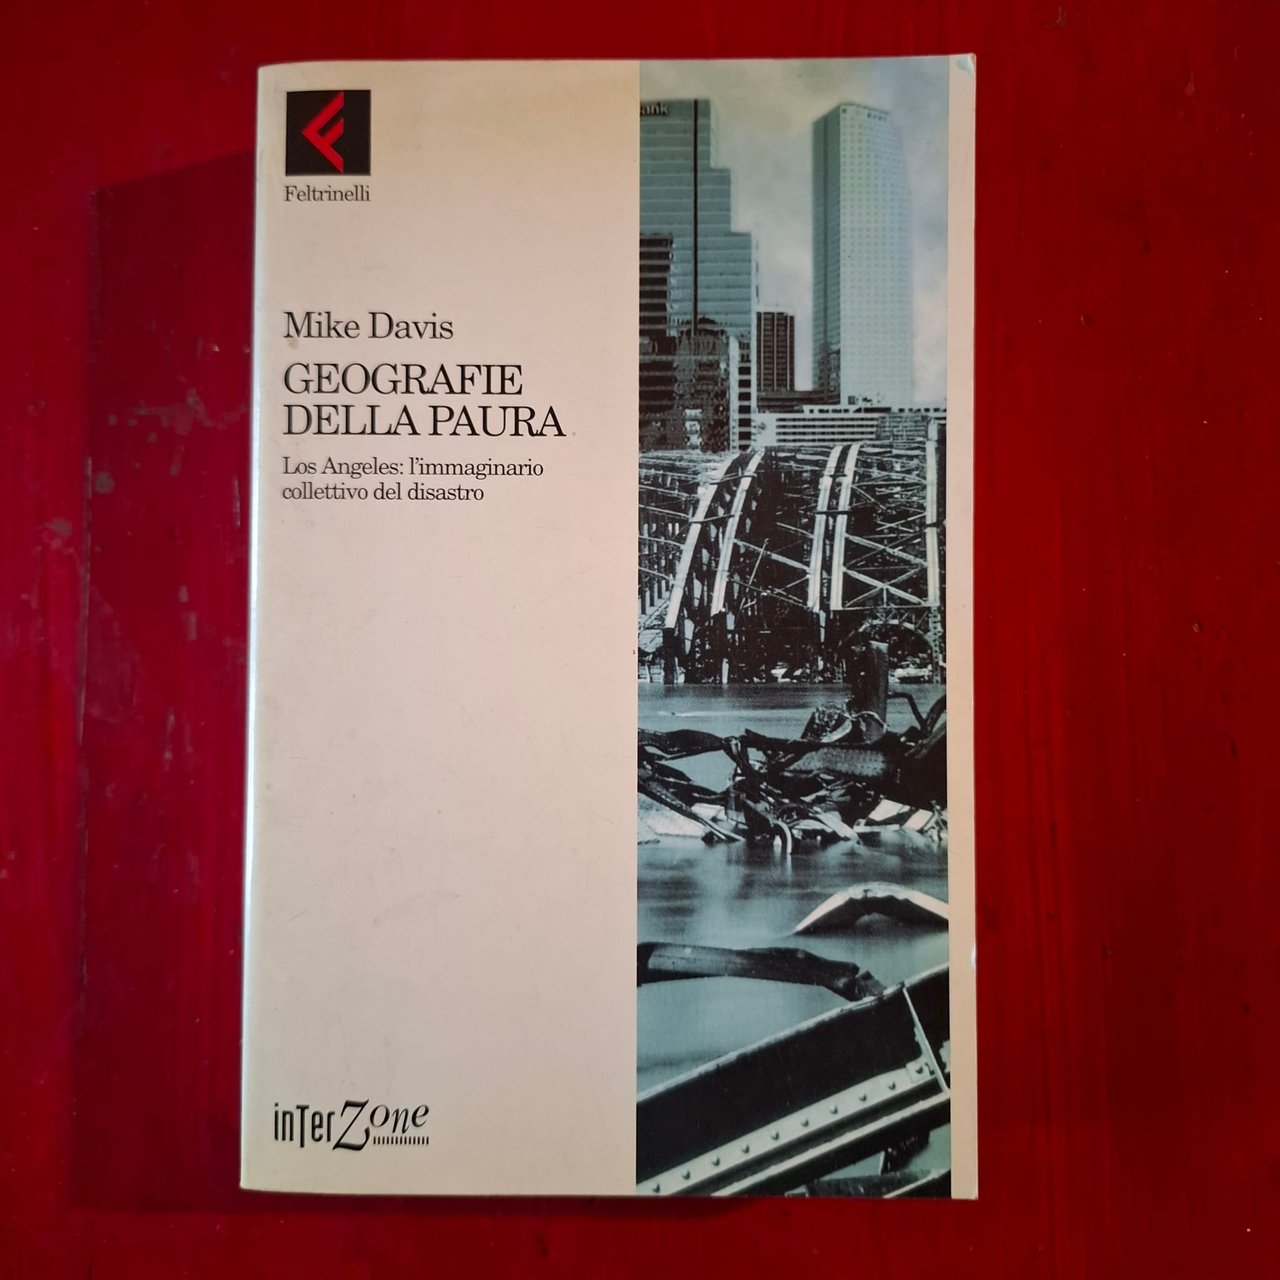 Feltrinelli
Mike Davis
GEOGRAFIE
DELLA PAURA
Los Angeles: l'immaginario
collettivo del disastro
inTerZone